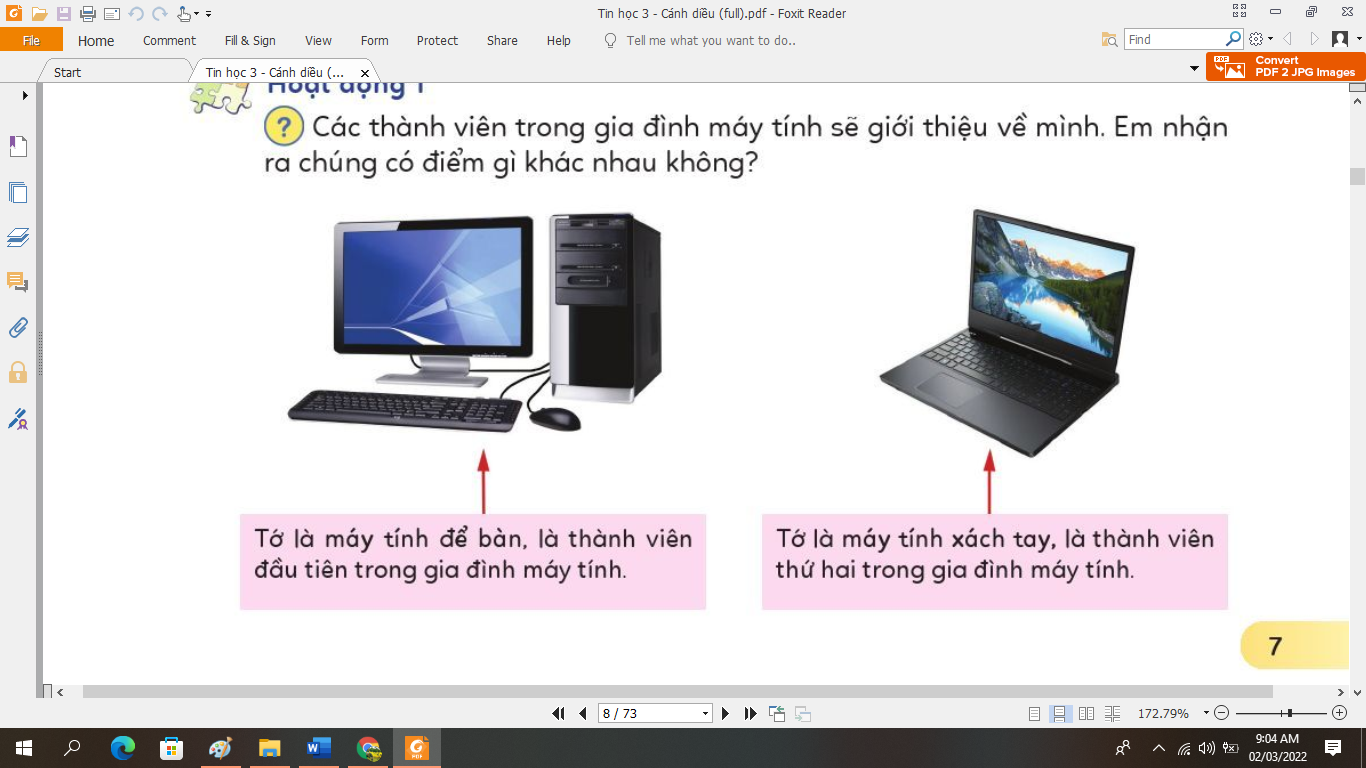 Tin học 3 - Cánh diều (full).pdf - Foxit Reader
File Home Comment Fill & Sign View Form Protect Share Help Tell me what you want to do.. Find
Start Tin học 3 - Cánh diều (... Convert
PDF 2 JPG Images
Hoạt động 1
? Các thành viên trong gia đình máy tính sẽ giới thiệu về mình. Em nhận
ra chúng có điểm gì khác nhau không?
Tớ là máy tính để bàn, là thành viên
đầu tiên trong gia đình máy tính.
Tớ là máy tính xách tay, là thành viên
thứ hai trong gia đình máy tính.
7
8 / 73 172.79%
9:04 AM
02/03/2022